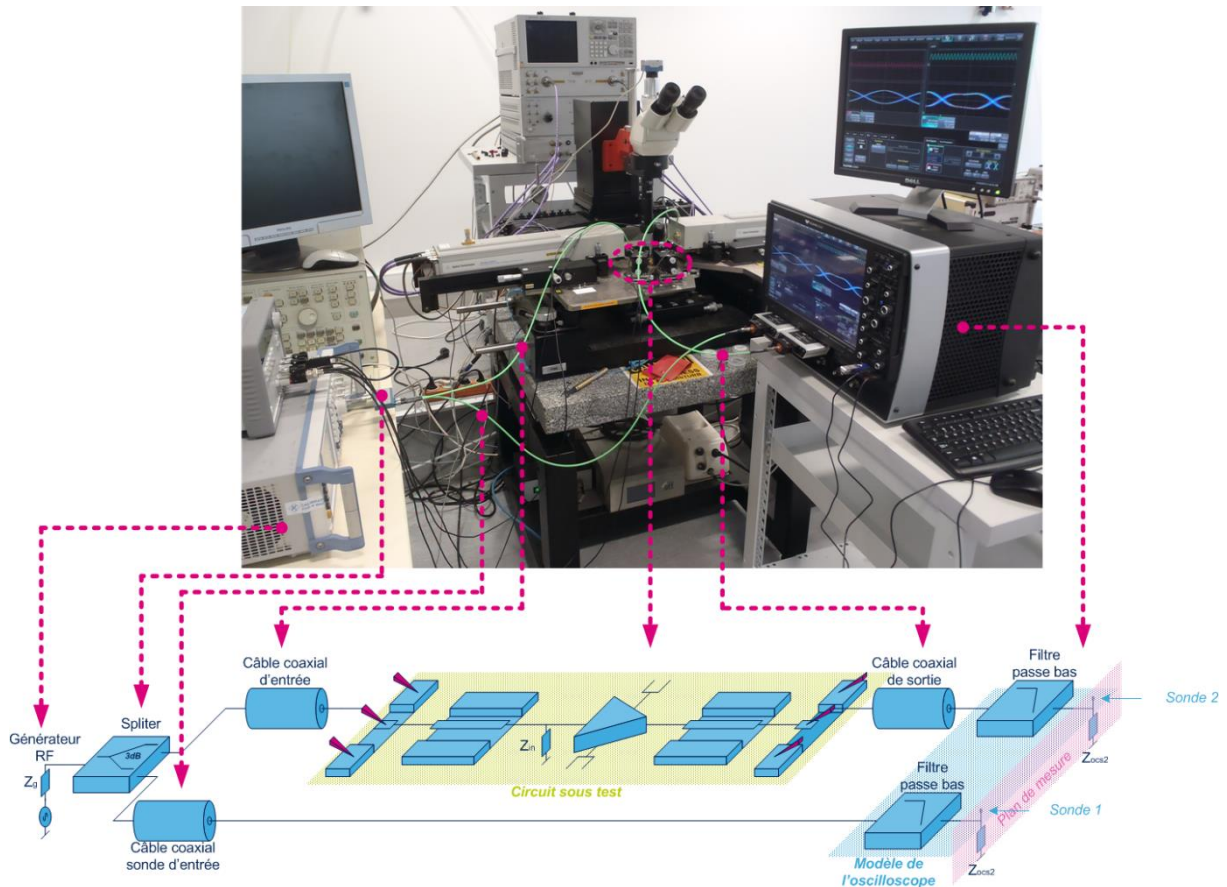 DELL
Câble coaxial
d'entrée
Câble coaxial
de sortie
Filtre
passe bas
Sonde 2
Spliter
3dB
Générateur
RF
Zg
Zin
Zocs2
Circuit sous test
Filtre
passe bas
Plan de mesure
Sonde 1
Câble coaxial
sonde d'entrée
Modèle de
l'oscilloscope
Zocs2